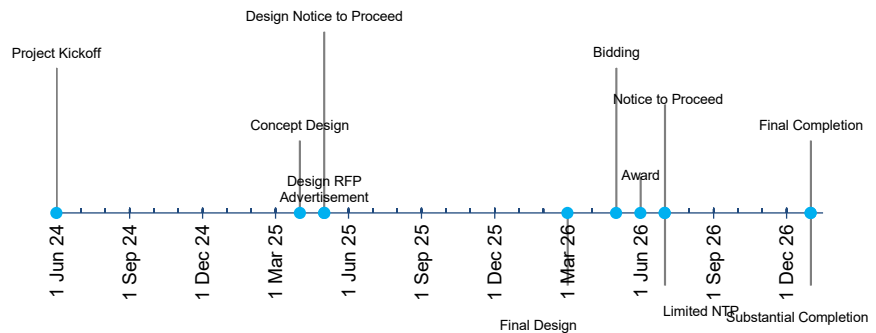 Design Notice to Proceed
Project Kickoff
Bidding
Notice to Proceed
Concept Design
Final Completion
Design RFP
Advertisement
Award
1 Jun 24
1 Sep 24
1 Dec 24
1 Mar 25
1 Jun 25
1 Sep 25
1 Dec 25
1 Mar 26
1 Jun 26
1 Sep 26
1 Dec 26
Limited NTP
Substantial Completion
Final Design